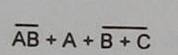 A̅B̅ + A + B̅ ̅+̅ ̅C̅